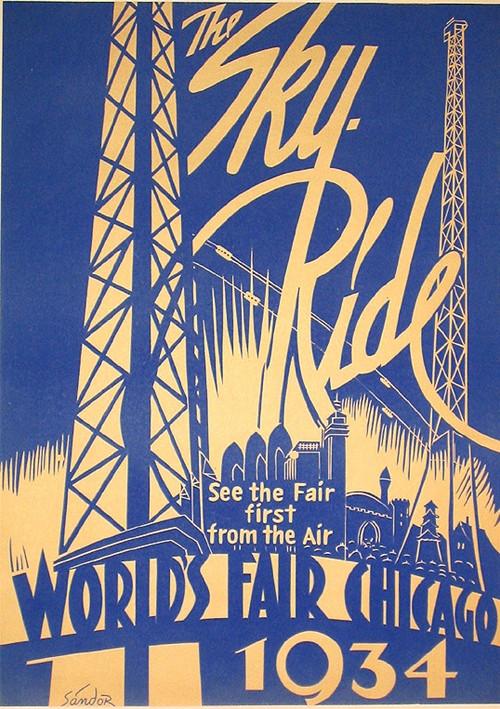 The
Sky-
Ride
See the Fair
first
from the Air
WORLD'S FAIR CHICAGO
1934
SándoR